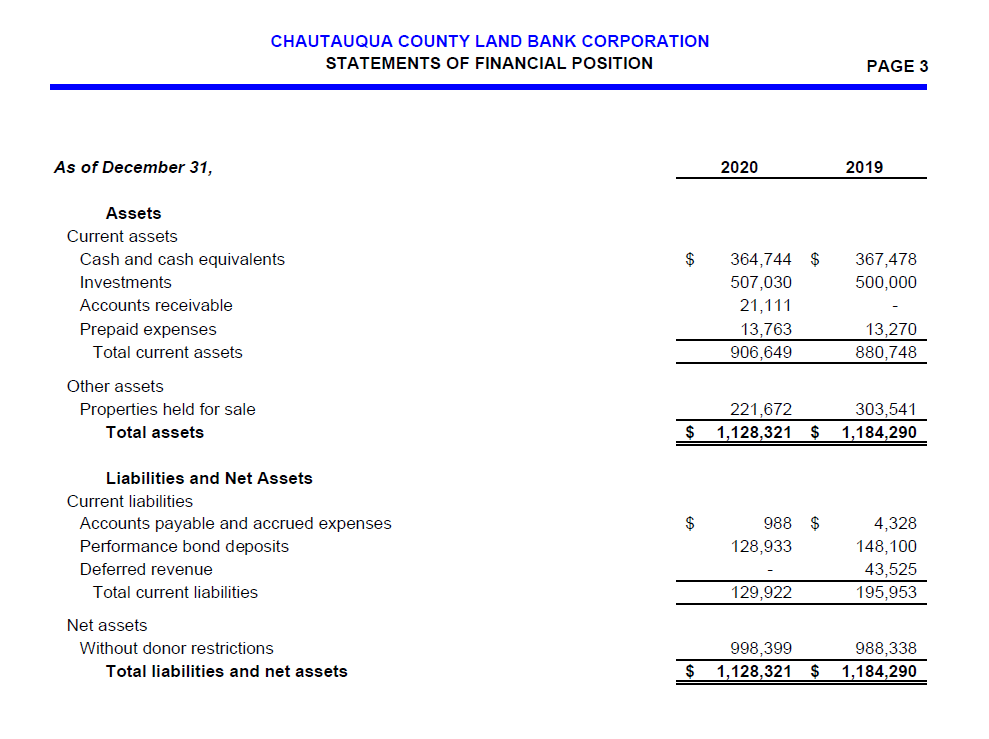 CHAUTAUQUA COUNTY LAND BANK CORPORATION
STATEMENTS OF FINANCIAL POSITION
PAGE 3
As of December 31, 2020 2019
Assets
Current assets
Cash and cash equivalents $ 364,744 $ 367,478
Investments 507,030 500,000
Accounts receivable 21,111 -
Prepaid expenses 13,763 13,270
Total current assets 906,649 880,748
Other assets
Properties held for sale 221,672 303,541
Total assets $ 1,128,321 $ 1,184,290
Liabilities and Net Assets
Current liabilities
Accounts payable and accrued expenses $ 988 $ 4,328
Performance bond deposits 128,933 148,100
Deferred revenue - 43,525
Total current liabilities 129,922 195,953
Net assets
Without donor restrictions 998,399 988,338
Total liabilities and net assets $ 1,128,321 $ 1,184,290